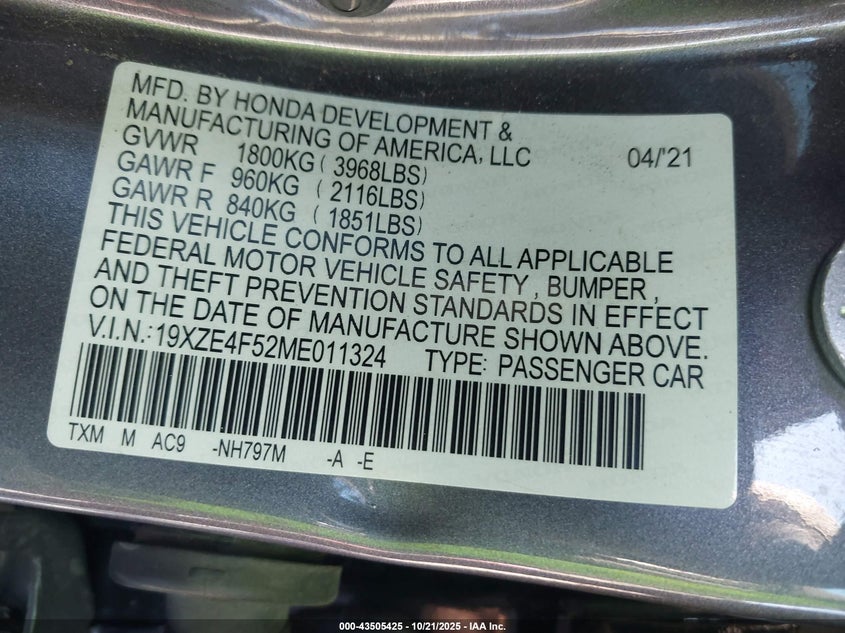 MFD. BY HONDA DEVELOPMENT &
MANUFACTURING OF AMERICA, LLC 04/'21
GVWR 1800KG ( 3968LBS)
GAWR F 960KG ( 2116LBS)
GAWR R 840KG ( 1851LBS)
THIS VEHICLE CONFORMS TO ALL APPLICABLE
FEDERAL MOTOR VEHICLE SAFETY , BUMPER ,
AND THEFT PREVENTION STANDARDS IN EFFECT
ON THE DATE OF MANUFACTURE SHOWN ABOVE.
V.I.N.:19XZE4F52ME011324 TYPE: PASSENGER CAR
TXM M AC9 -NH797M -A -E
000-43505425 - 10/21/2025 - IAA Inc.